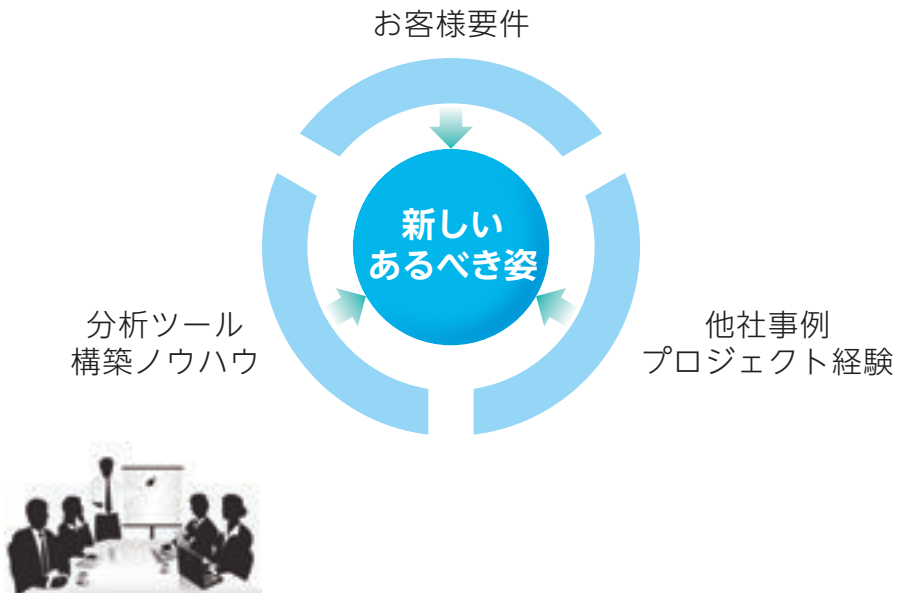 お客様要件
新しい
あるべき姿
分析ツール
構築ノウハウ
他社事例
プロジェクト経験